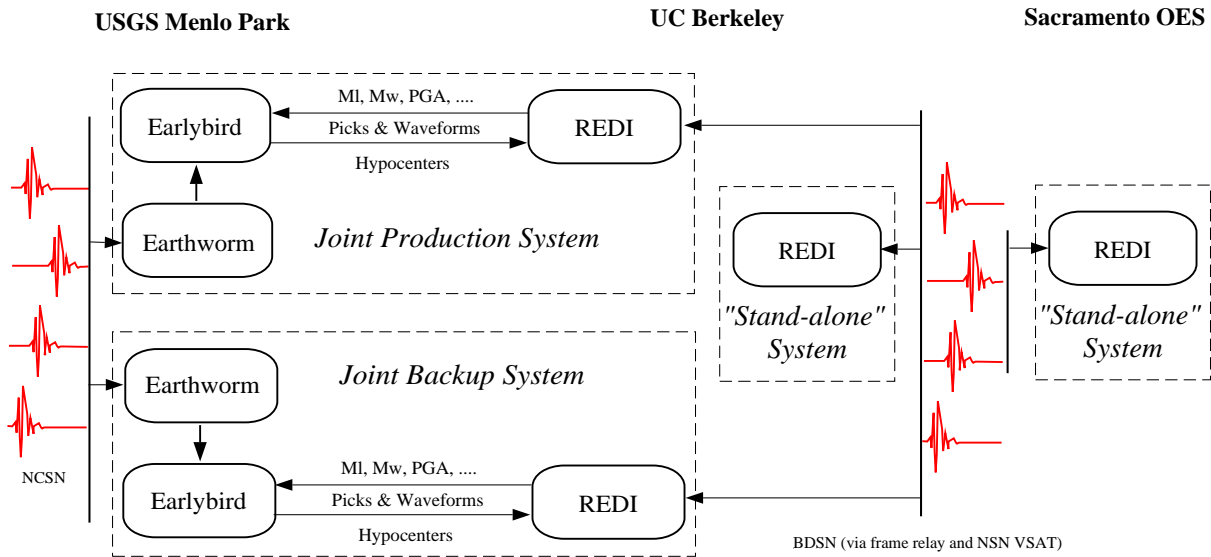 USGS Menlo Park
UC Berkeley
Sacramento OES
Earlybird
Ml, Mw, PGA, ....
Picks & Waveforms
Hypocenters
REDI
Earthworm
Joint Production System
REDI
"Stand-alone"
System
REDI
"Stand-alone"
System
Earthworm
Joint Backup System
NCSN
Earlybird
Ml, Mw, PGA, ....
Picks & Waveforms
Hypocenters
REDI
BDSN (via frame relay and NSN VSAT)